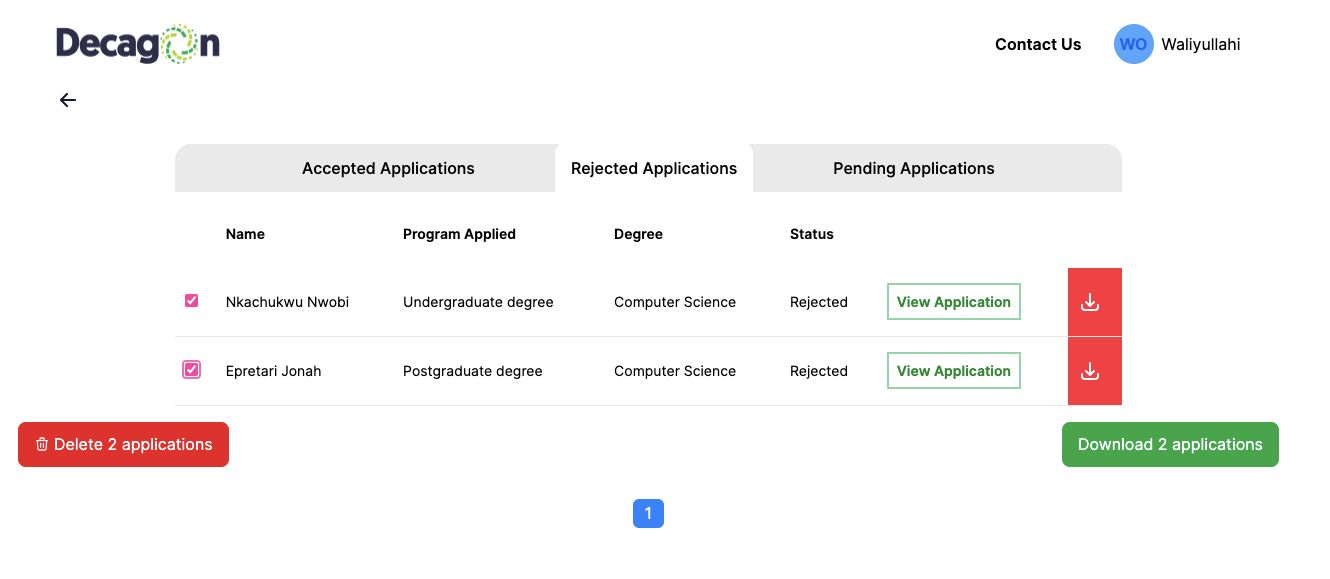 Decagon
Contact Us WO Waliyullahi
Accepted Applications Rejected Applications Pending Applications
Name Program Applied Degree Status
Nkachukwu Nwobi Undergraduate degree Computer Science Rejected View Application
Epretari Jonah Postgraduate degree Computer Science Rejected View Application
Delete 2 applications Download 2 applications
1